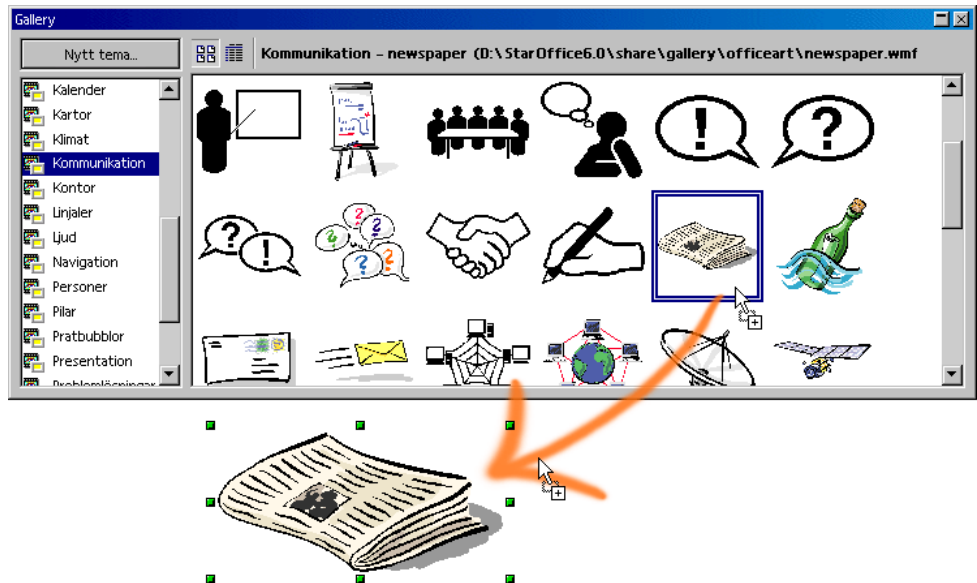 Gallery
Nytt tema...
Kommunikation – newspaper (D:\StarOffice6.0\share\gallery\officeart\newspaper.wmf
Kalender
Kartor
Klimat
Kommunikation
Kontor
Linjaler
Ljud
Navigation
Personer
Pilar
Pratbubblor
Presentation
Problemlösningar
! ?
? !
? ? ? ? ?